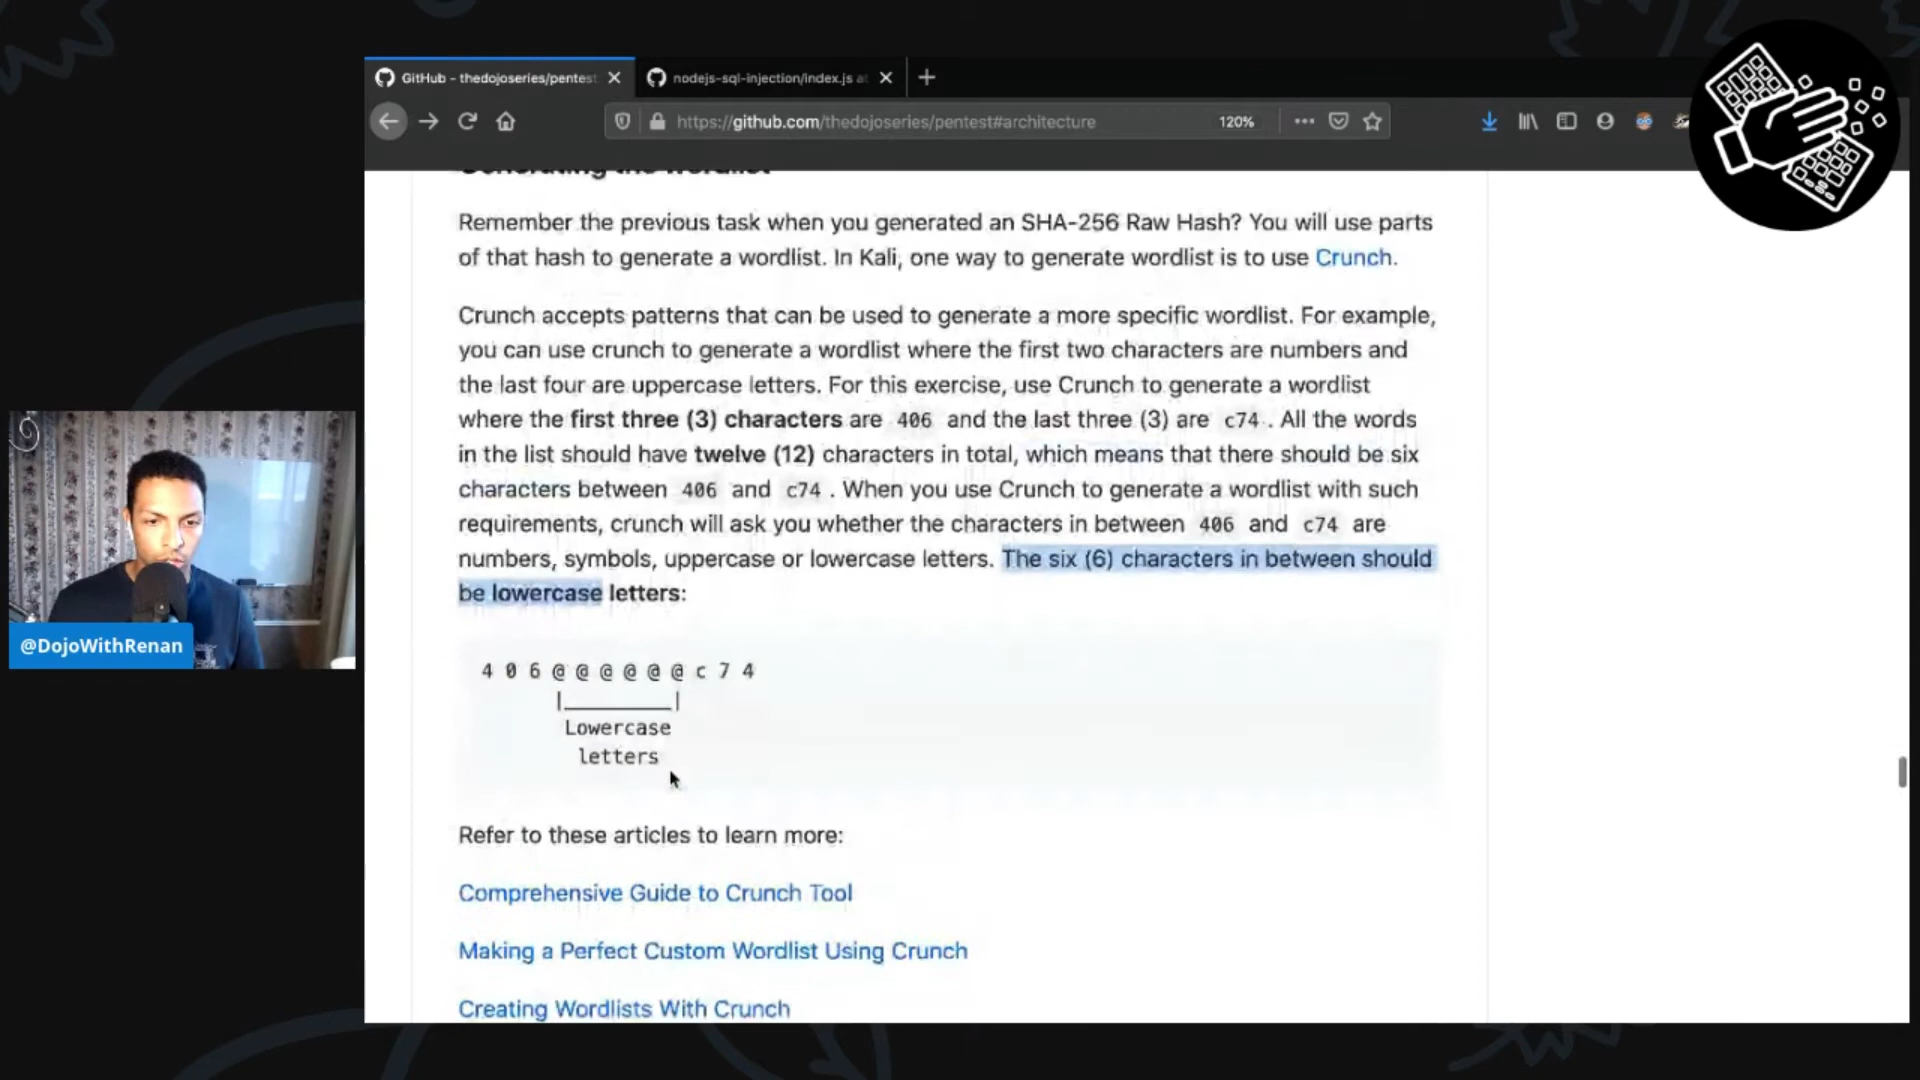 GitHub - thedojoseries/pentest
nodejs-sql-injection/index.js at
https://github.com/thedojoseries/pentest#architecture
120%
Generating the wordlist
Remember the previous task when you generated an SHA-256 Raw Hash? You will use parts
of that hash to generate a wordlist. In Kali, one way to generate wordlist is to use Crunch.
Crunch accepts patterns that can be used to generate a more specific wordlist. For example,
you can use crunch to generate a wordlist where the first two characters are numbers and
the last four are uppercase letters. For this exercise, use Crunch to generate a wordlist
where the first three (3) characters are 406 and the last three (3) are c74. All the words
in the list should have twelve (12) characters in total, which means that there should be six
characters between 406 and c74. When you use Crunch to generate a wordlist with such
requirements, crunch will ask you whether the characters in between 406 and c74 are
numbers, symbols, uppercase or lowercase letters. The six (6) characters in between should
be lowercase letters:
4 0 6 @ @ @ @ @ @ c 7 4
|_________|
Lowercase
letters
Refer to these articles to learn more:
Comprehensive Guide to Crunch Tool
Making a Perfect Custom Wordlist Using Crunch
Creating Wordlists With Crunch
@DojoWithRenan